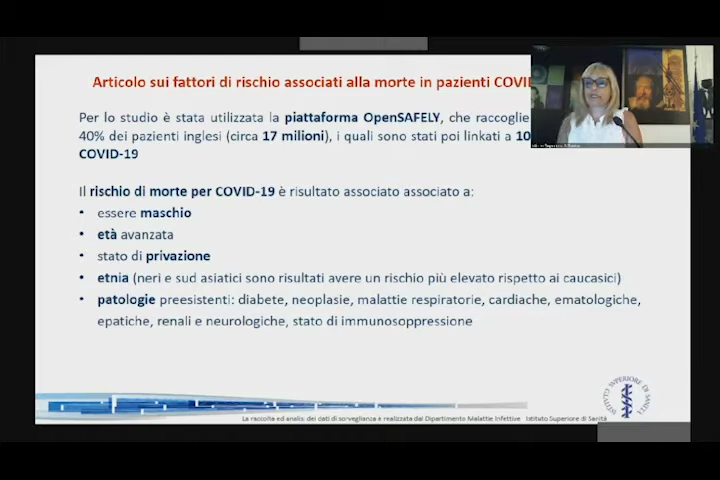 Articolo sui fattori di rischio associati alla morte in pazienti COVID
Per lo studio è stata utilizzata la piattaforma OpenSAFELY, che raccoglie
40% dei pazienti inglesi (circa 17 milioni), i quali sono stati poi linkati a 10
COVID-19
Il rischio di morte per COVID-19 è risultato associato associato a:
• essere maschio
• età avanzata
• stato di privazione
• etnia (neri e sud asiatici sono risultati avere un rischio più elevato rispetto ai caucasici)
• patologie preesistenti: diabete, neoplasie, malattie respiratorie, cardiache, ematologiche,
epatiche, renali e neurologiche, stato di immunosoppressione
ISTITUTO SUPERIORE DI SANITÀ
La raccolta ed analisi dei dati di sorveglianza è realizzata dal Dipartimento Malattie Infettive Istituto Superiore di Sanità